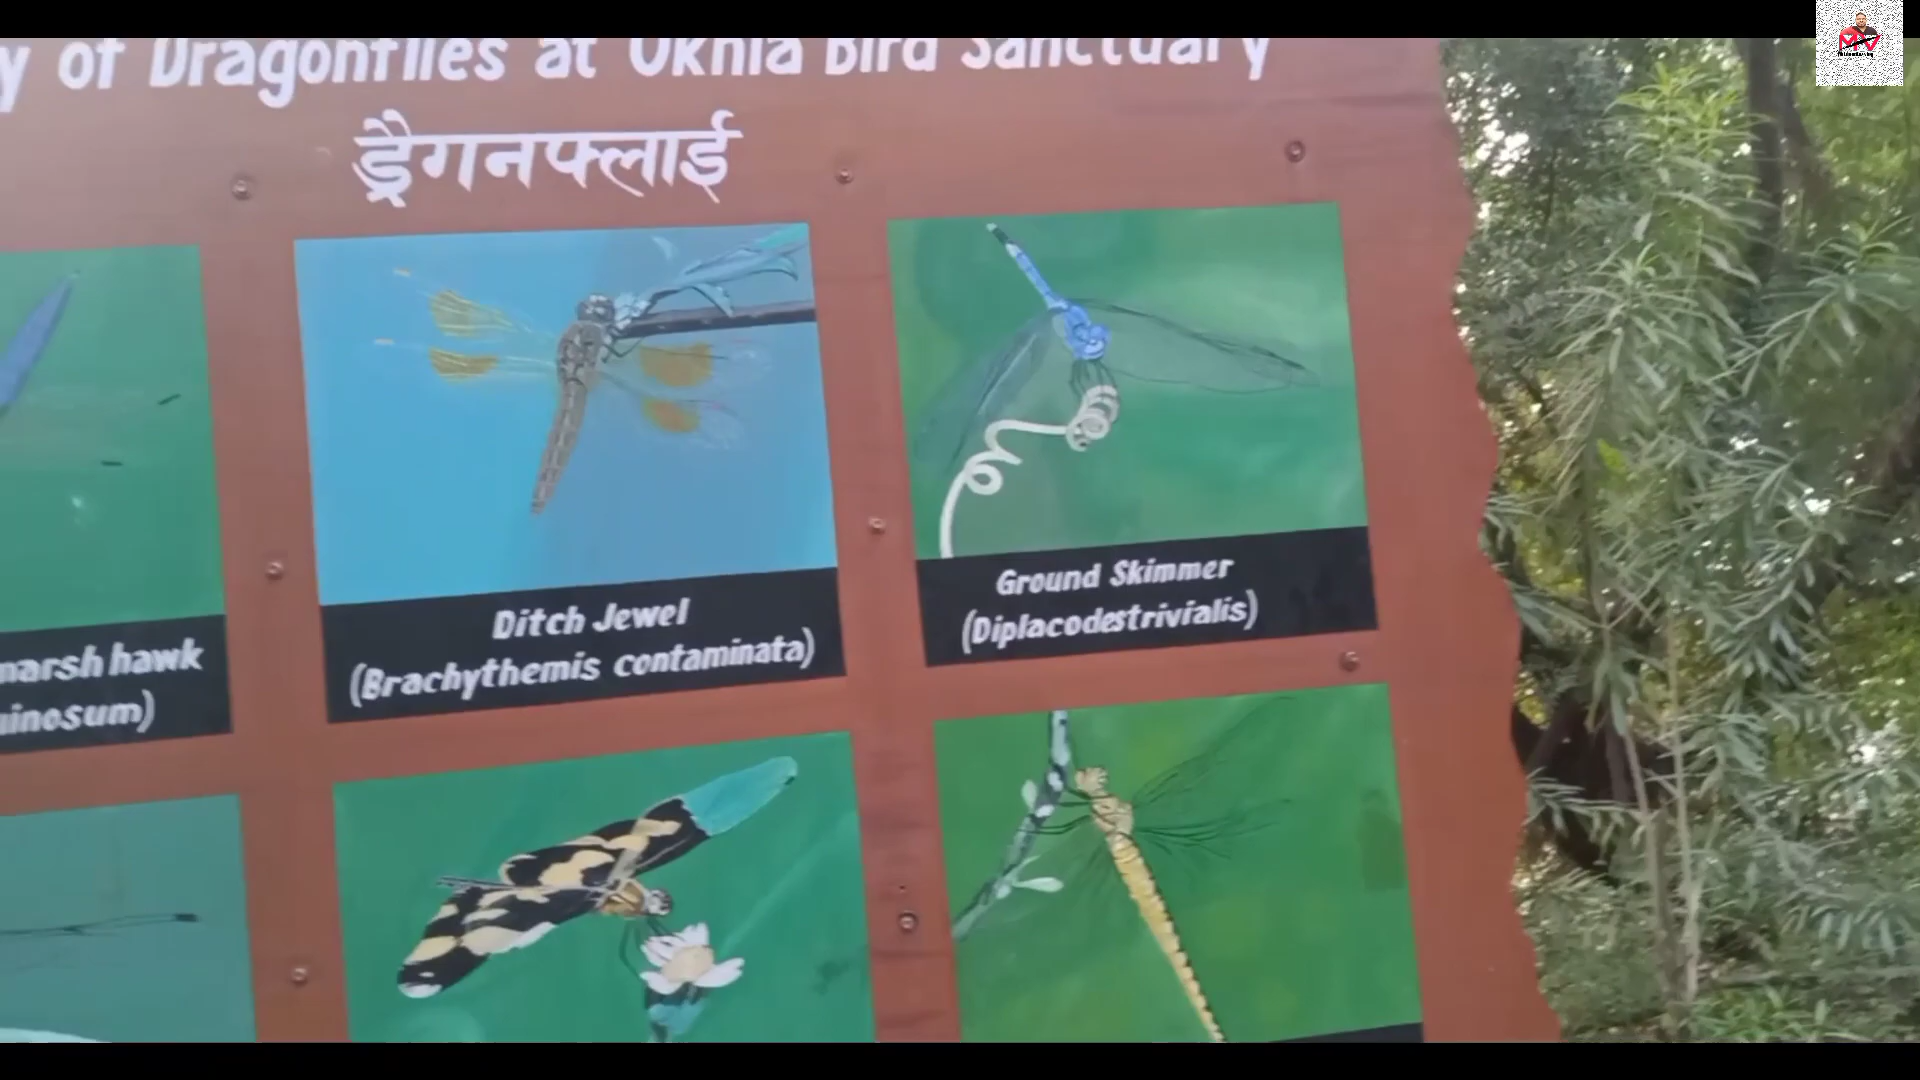 y of Dragonflies at Okhla Bird Sanctuary
ड्रैगनफ्लाई
marsh hawk
uinosum)
Ditch Jewel
(Brachythemis contaminata)
Ground Skimmer
(Diplacodestrivialis)